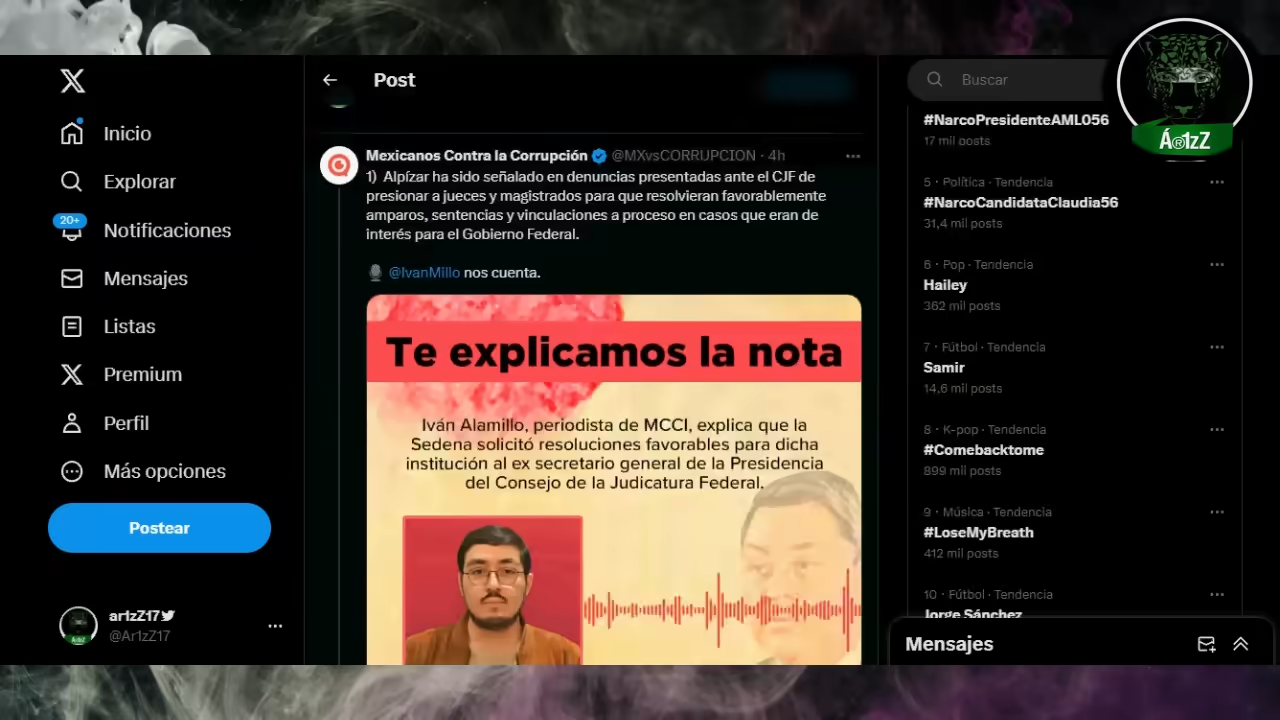 Inicio
Explorar
20+
Notificaciones
Mensajes
Listas
Premium
Perfil
Más opciones
Postear
ar1zZ17
@Ar1zZ17
Post
Mexicanos Contra la Corrupción @MXvsCORRUPCION · 4h
1) Alpízar ha sido señalado en denuncias presentadas ante el CJF de
presionar a jueces y magistrados para que resolvieran favorablemente
amparos, sentencias y vinculaciones a proceso en casos que eran de
interés para el Gobierno Federal.
@IvanMillo nos cuenta.
Te explicamos la nota
Iván Alamillo, periodista de MCCI, explica que la
Sedena solicitó resoluciones favorables para dicha
institución al ex secretario general de la Presidencia
del Consejo de la Judicatura Federal.
Buscar
#NarcoPresidenteAMLO56
17 mil posts
5 · Política · Tendencia
#NarcoCandidataClaudia56
31,4 mil posts
6 · Pop · Tendencia
Hailey
362 mil posts
7 · Fútbol · Tendencia
Samir
14,6 mil posts
8 · K-pop · Tendencia
#Comebacktome
899 mil posts
9 · Música · Tendencia
#LoseMyBreath
412 mil posts
10 · Fútbol · Tendencia
Jorge Sánchez
Mensajes
Á®1zZ